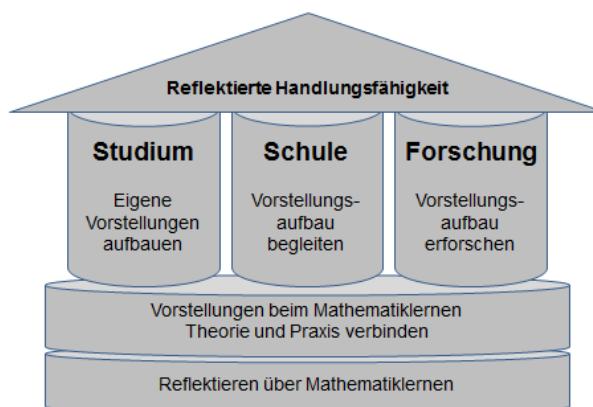 Reflektierte Handlungsfähigkeit
Studium
Eigene
Vorstellungen
aufbauen
Schule
Vorstellungs-
aufbau
begleiten
Forschung
Vorstellungs-
aufbau
erforschen
Vorstellungen beim Mathematiklernen
Theorie und Praxis verbinden
Reflektieren über Mathematiklernen